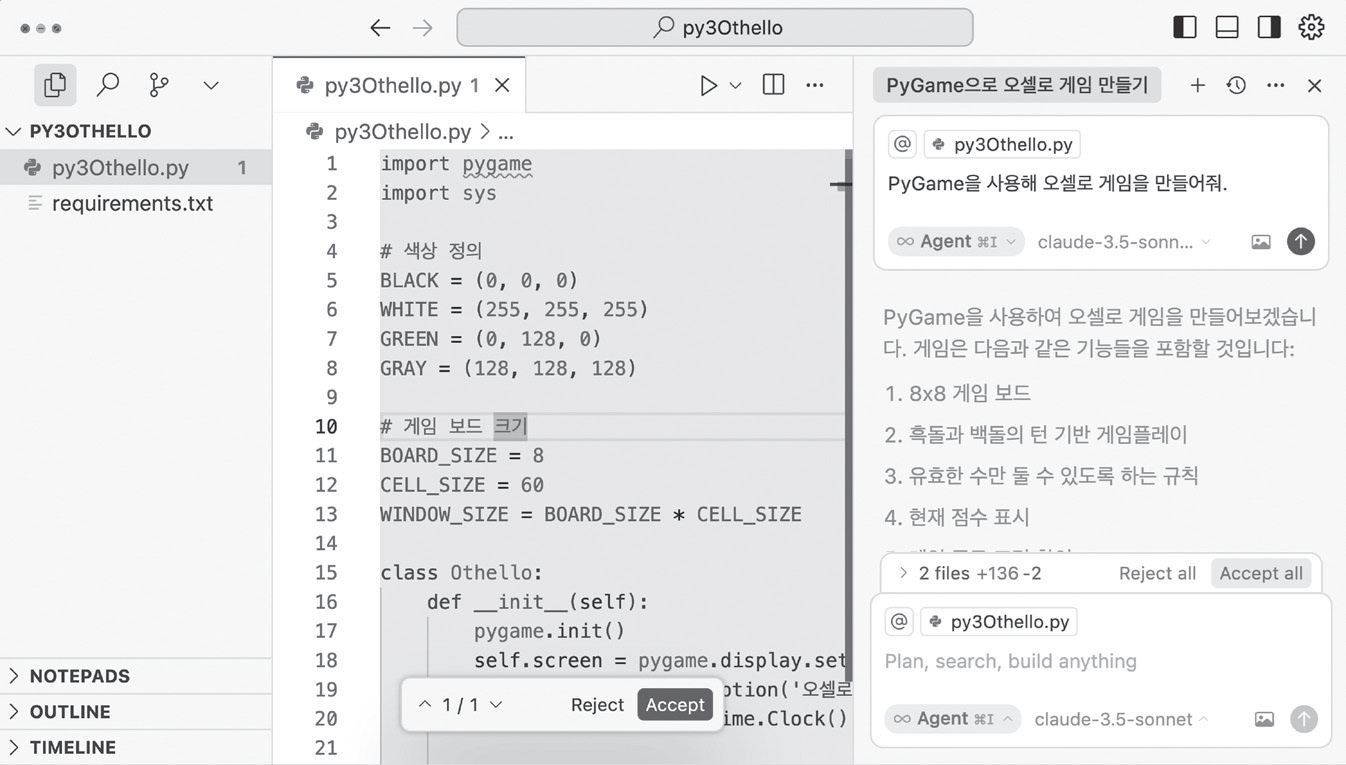 py3Othello
PY3OTHELLO
py3Othello.py 1
requirements.txt
NOTEPADS
OUTLINE
TIMELINE
py3Othello.py 1
py3Othello.py > ...
1 import pygame
2 import sys
3
4 # 색상 정의
5 BLACK = (0, 0, 0)
6 WHITE = (255, 255, 255)
7 GREEN = (0, 128, 0)
8 GRAY = (128, 128, 128)
9
10 # 게임 보드 크기
11 BOARD_SIZE = 8
12 CELL_SIZE = 60
13 WINDOW_SIZE = BOARD_SIZE * CELL_SIZE
14
15 class Othello:
16 def __init__(self):
17 pygame.init()
18 self.screen = pygame.display.set
19 ption('오셀로
20 ime.Clock()
21
1 / 1 Reject Accept
PyGame으로 오셀로 게임 만들기
@ py3Othello.py
PyGame을 사용해 오셀로 게임을 만들어줘.
∞ Agent ⌘I claude-3.5-sonn...
PyGame을 사용하여 오셀로 게임을 만들어보겠습니
다. 게임은 다음과 같은 기능들을 포함할 것입니다:
1. 8x8 게임 보드
2. 흑돌과 백돌의 턴 기반 게임플레이
3. 유효한 수만 둘 수 있도록 하는 규칙
4. 현재 점수 표시
> 2 files +136 -2 Reject all Accept all
@ py3Othello.py
Plan, search, build anything
∞ Agent ⌘I claude-3.5-sonnet